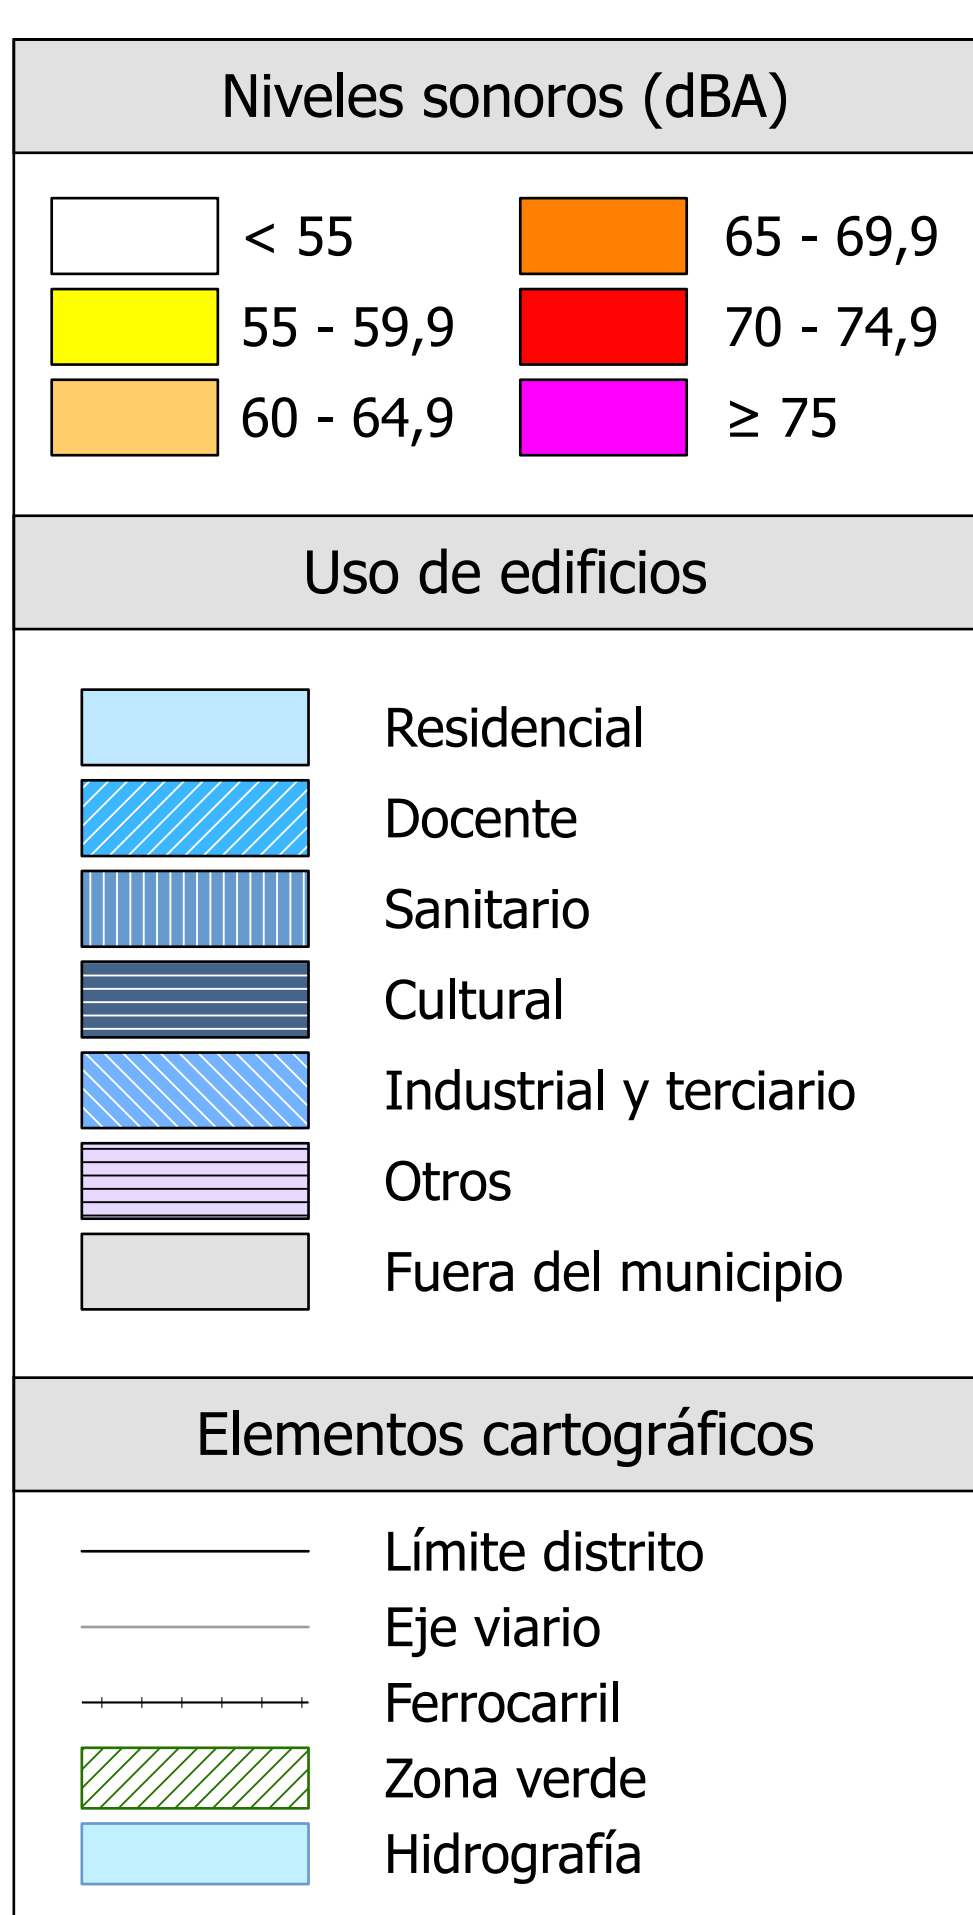 Niveles sonoros (dBA)
< 55
65 - 69,9
55 - 59,9
70 - 74,9
60 - 64,9
≥ 75
Uso de edificios
Residencial
Docente
Sanitario
Cultural
Industrial y terciario
Otros
Fuera del municipio
Elementos cartográficos
Límite distrito
Eje viario
Ferrocarril
Zona verde
Hidrografía